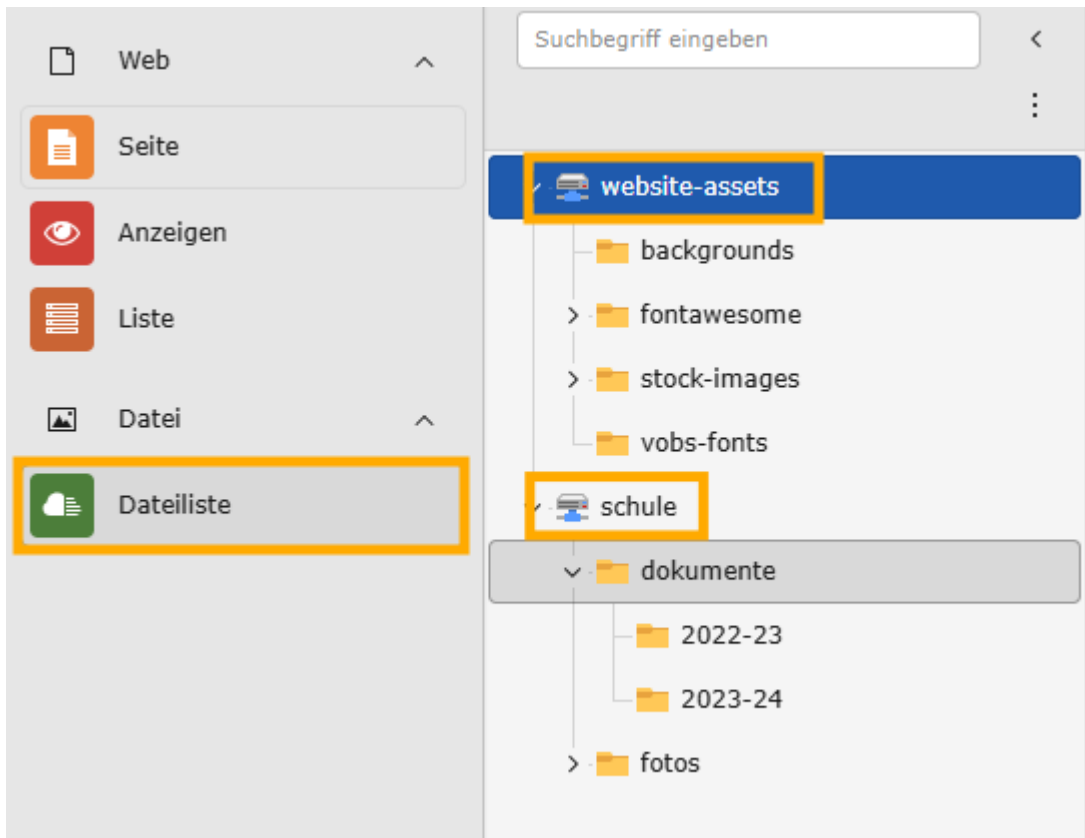 Web
Seite
Anzeigen
Liste
Datei
Dateiliste
Suchbegriff eingeben
website-assets
backgrounds
fontawesome
stock-images
vobs-fonts
schule
dokumente
2022-23
2023-24
fotos